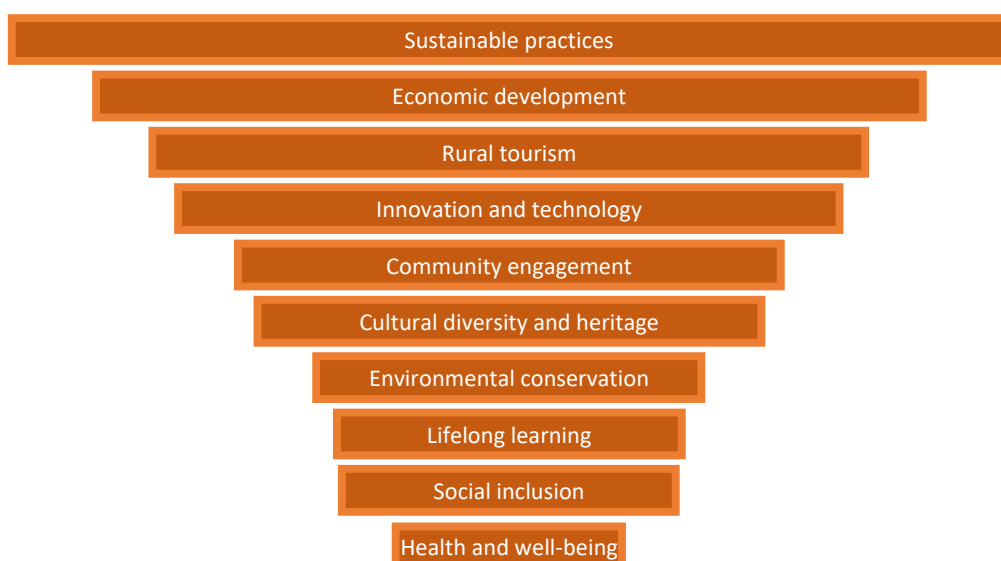 Sustainable practices
Economic development
Rural tourism
Innovation and technology
Community engagement
Cultural diversity and heritage
Environmental conservation
Lifelong learning
Social inclusion
Health and well-being